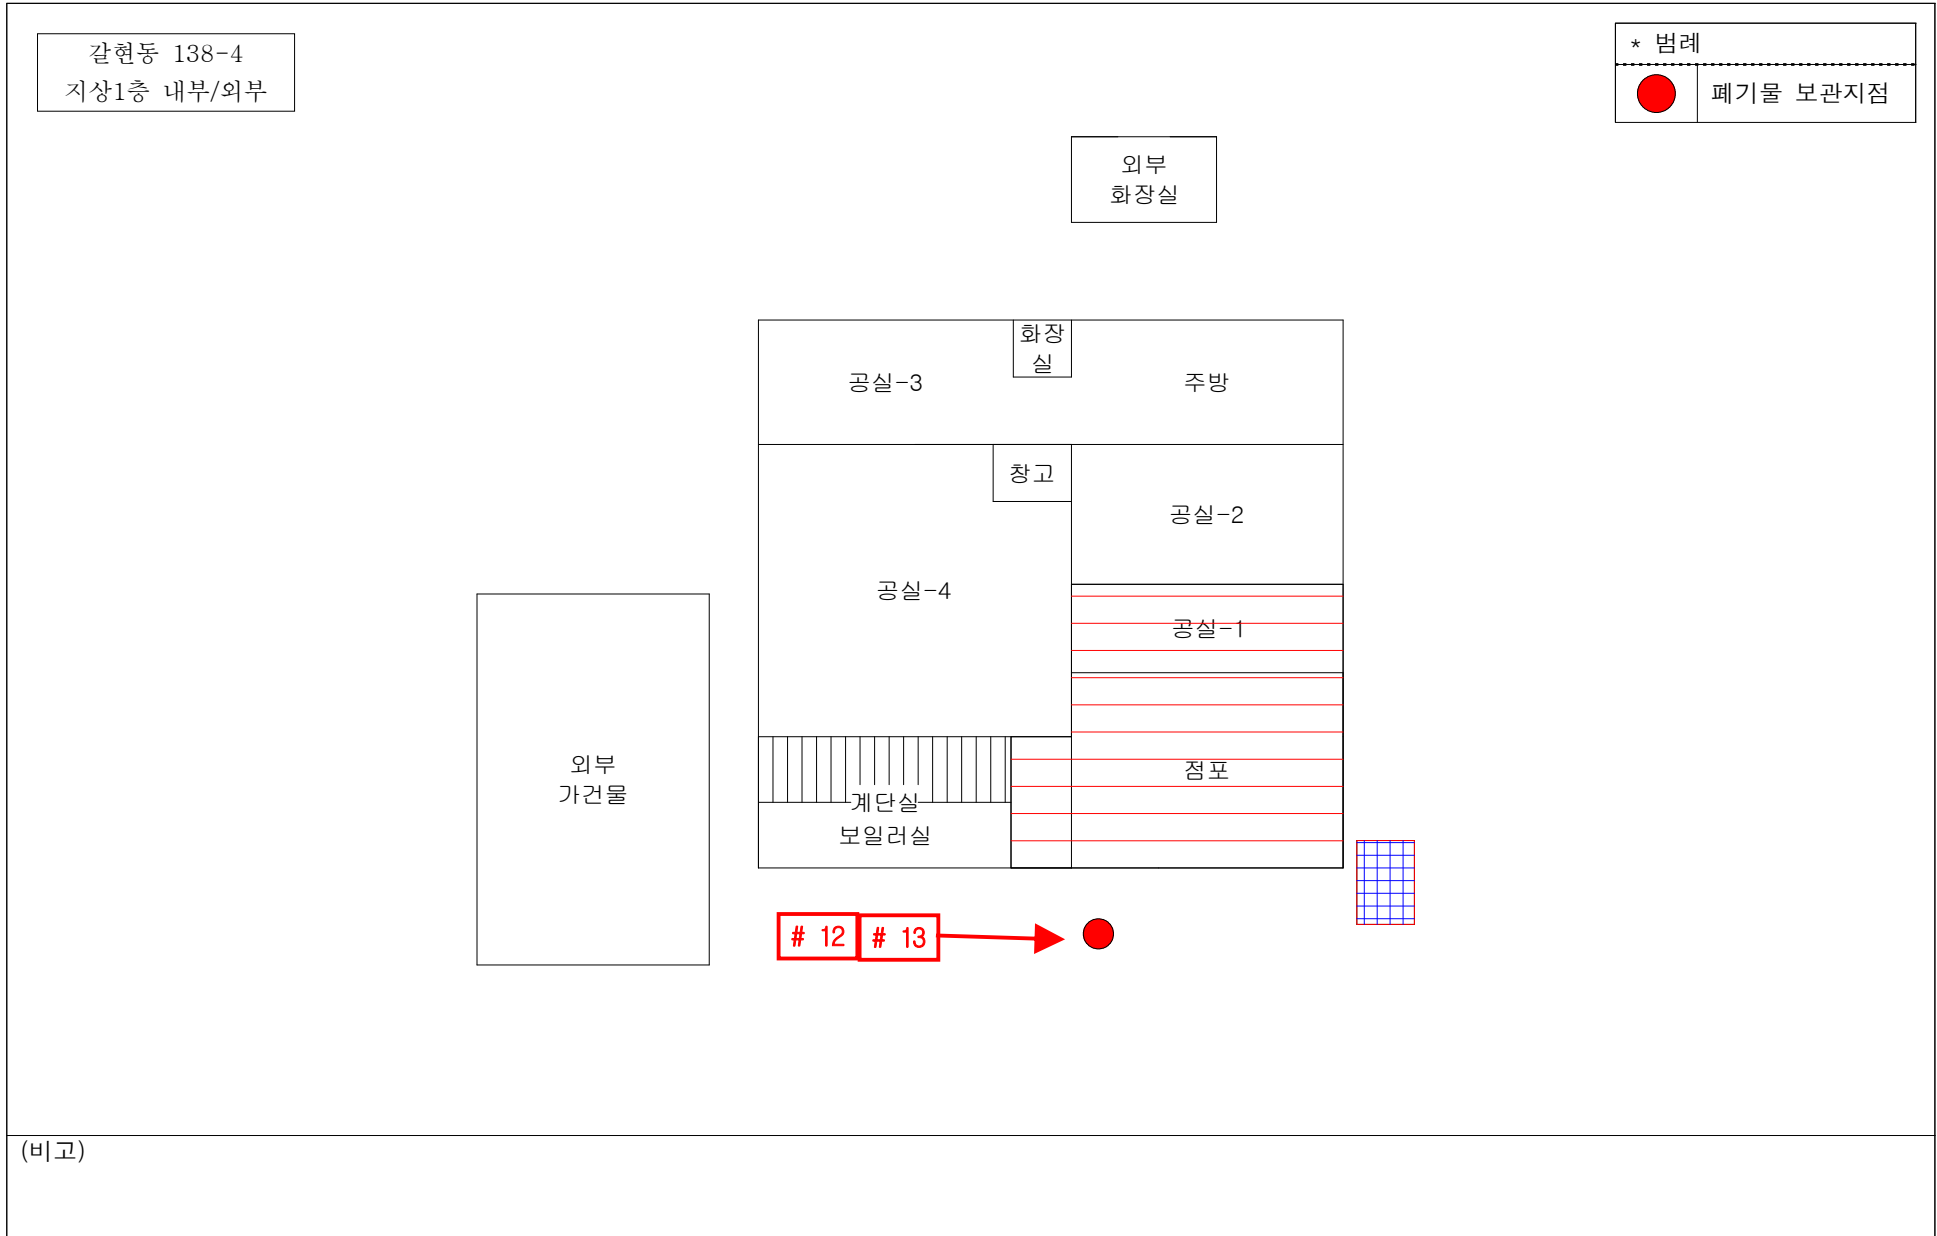 갈현동 138-4
지상1층 내부/외부
* 범례
폐기물 보관지점
외부
화장실
화장
실
공실-3
주방
창고
공실-2
공실-4
공실-1
외부
가건물
점포
계단실
보일러실
# 12
# 13
(비고)